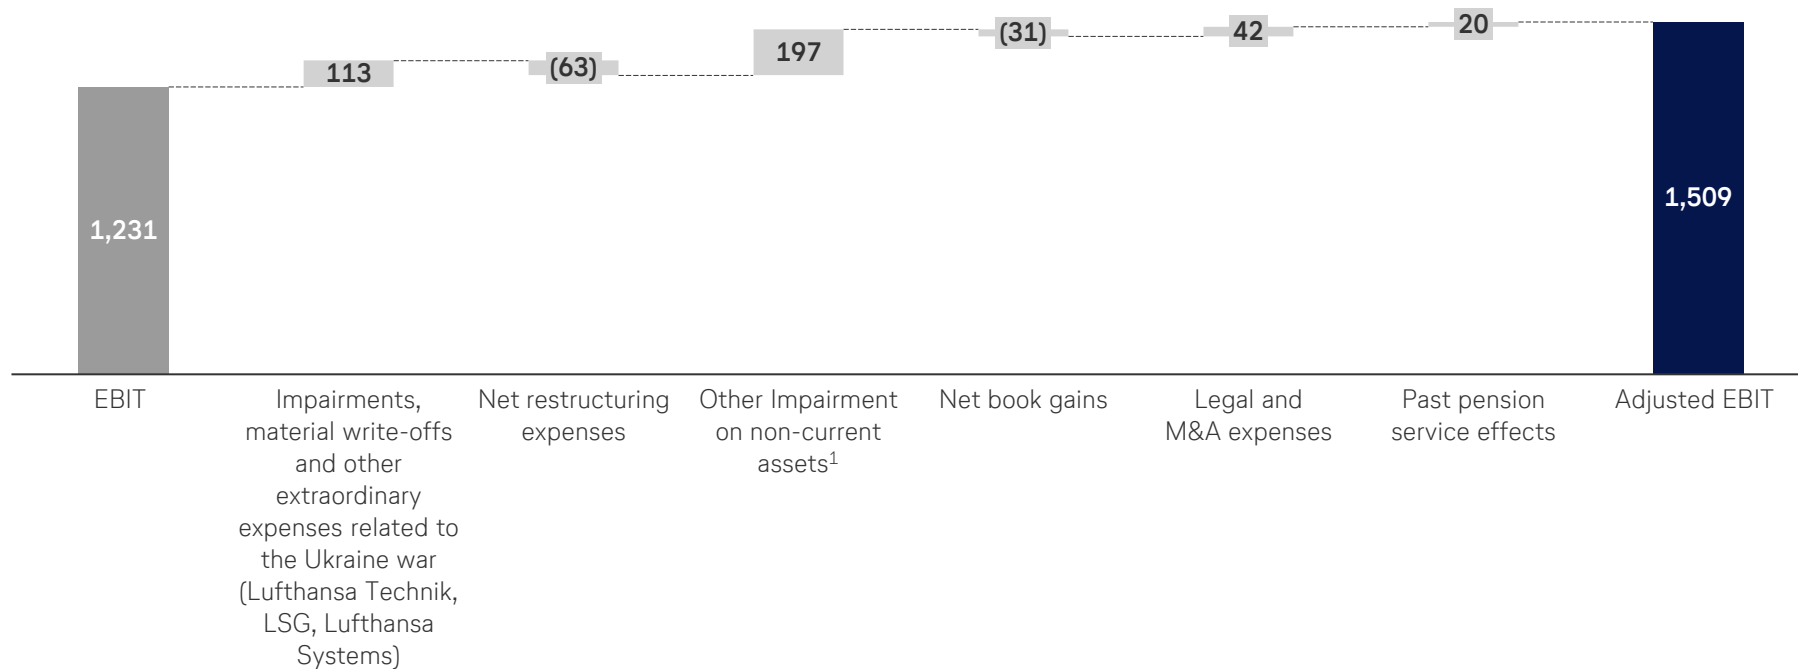 113
(63)
197
(31)
42
20
1,231
1,509
EBIT
Impairments,
material write-offs
and other
extraordinary
expenses related to
the Ukraine war
(Lufthansa Technik,
LSG, Lufthansa
Systems)
Net restructuring
expenses
Other Impairment
on non-current
assets¹
Net book gains
Legal and
M&A expenses
Past pension
service effects
Adjusted EBIT